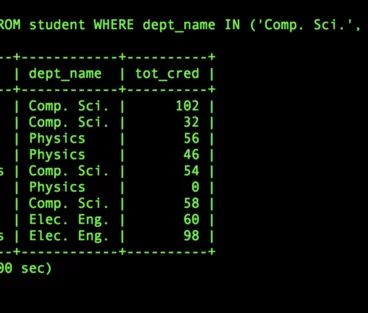 ROM student WHERE dept_name IN ('Comp. Sci.',
--+------------+----------+
| dept_name | tot_cred |
--+------------+----------+
| Comp. Sci. | 102 |
| Comp. Sci. | 32 |
| Physics | 56 |
| Physics | 46 |
s | Comp. Sci. | 54 |
| Physics | 0 |
| Comp. Sci. | 58 |
| Elec. Eng. | 60 |
s | Elec. Eng. | 98 |
--+------------+----------+
00 sec)